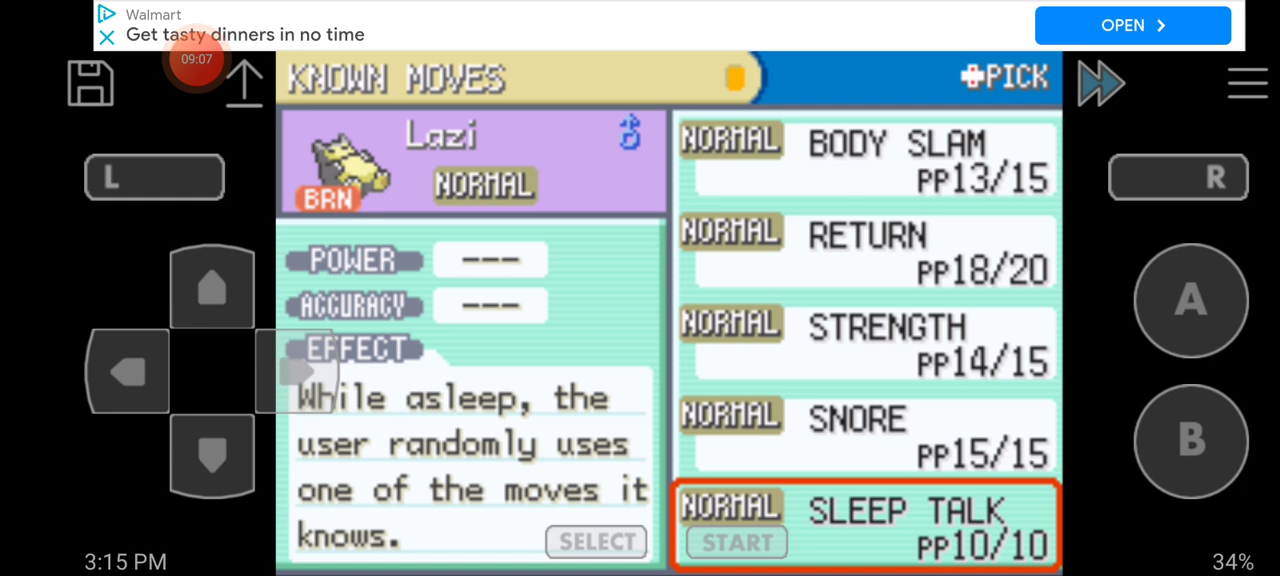 Walmart
Get tasty dinners in no time
OPEN
09:07
KNOWN MOVES
PICK
L
R
Lazi
BRN
NORMAL
POWER ---
ACCURACY ---
EFFECT
While asleep, the
user randomly uses
one of the moves it
knows.
SELECT
NORMAL BODY SLAM
PP13/15
NORMAL RETURN
PP18/20
NORMAL STRENGTH
PP14/15
NORMAL SNORE
PP15/15
NORMAL SLEEP TALK
START PP10/10
A
B
3:15 PM
34%